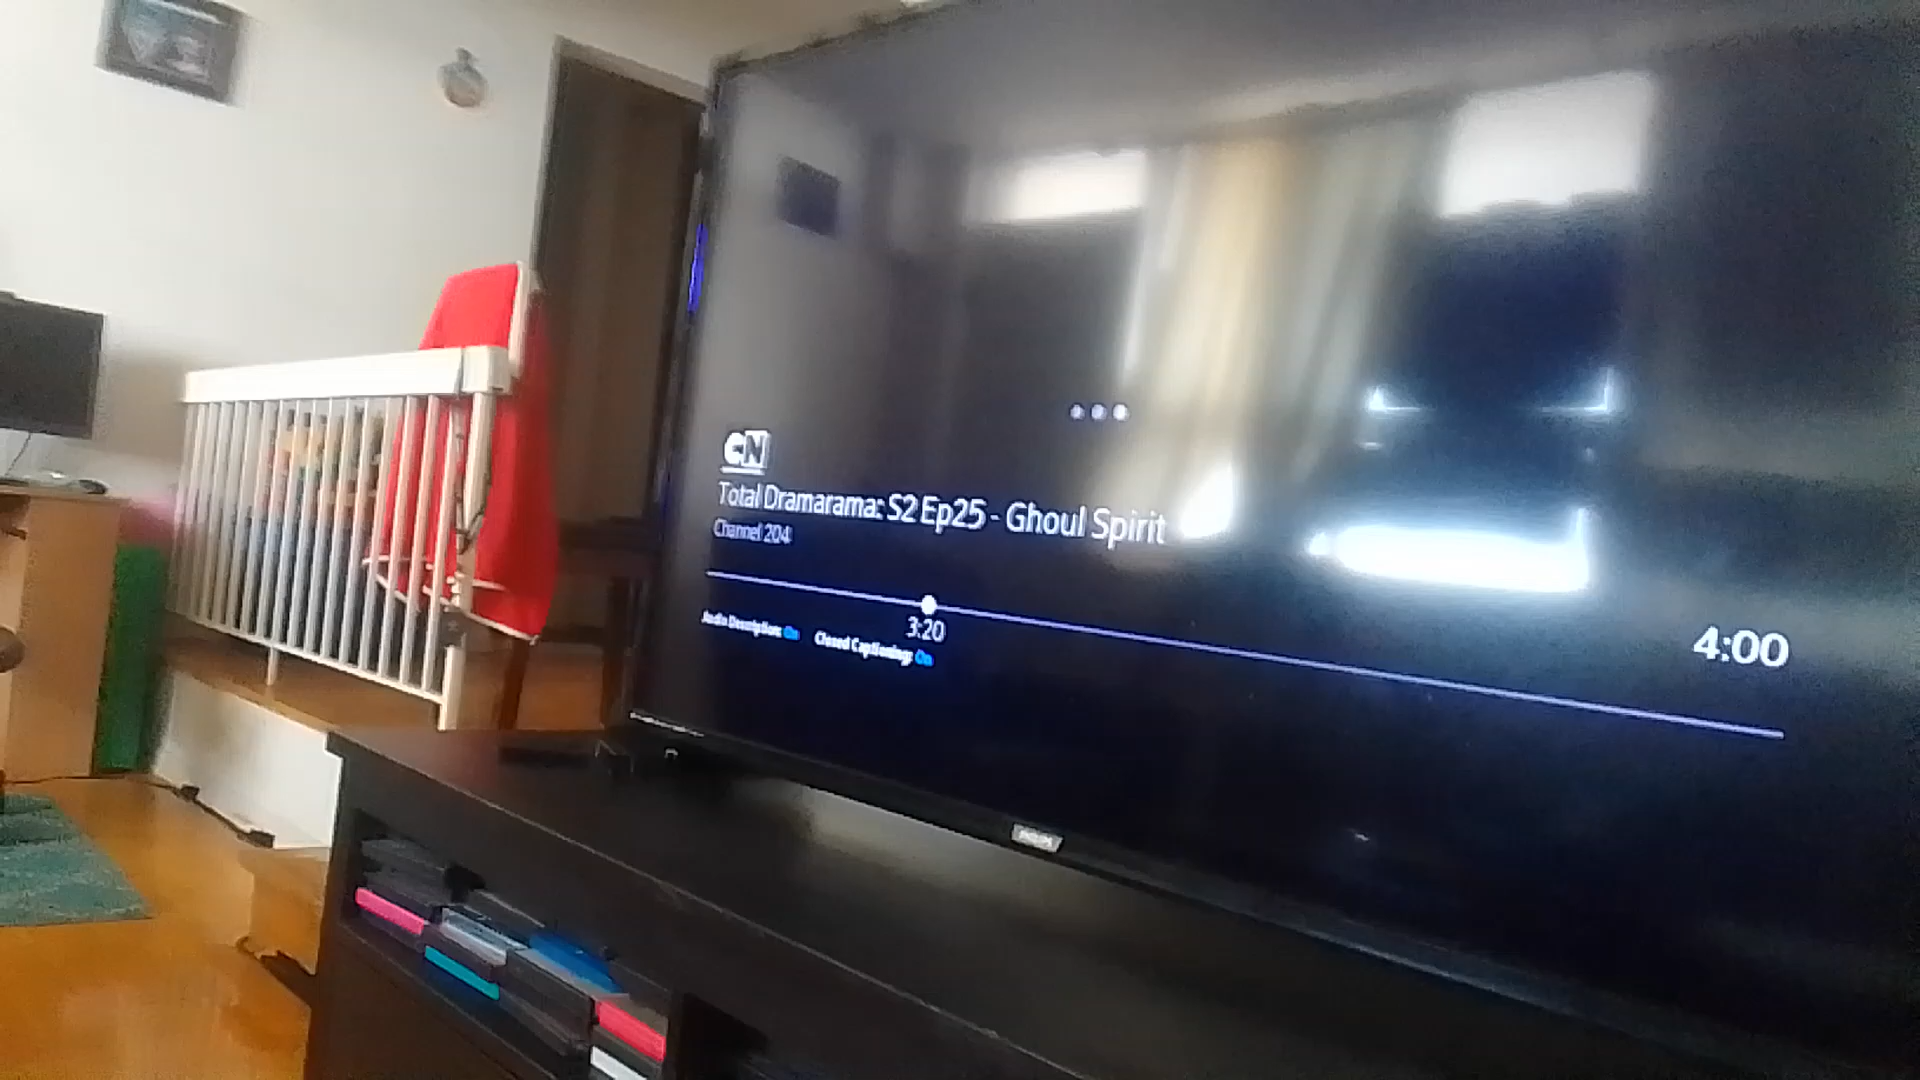 CN
Total Dramarama: S2 Ep25 - Ghoul Spirit
Channel 204
3:20
4:00
Audio Description: On Closed Captioning: On
PHILIPS